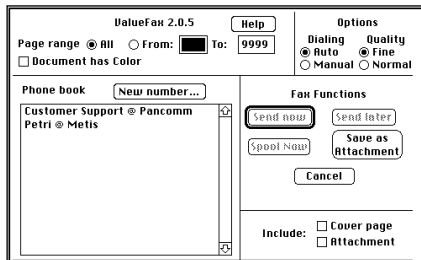 ValueFax 2.0.5
Help
Page range All From: To: 9999
Document has Color
Options
Dialing Quality
Auto Fine
Manual Normal
Phone book New number...
Customer Support @ Pancomm
Petri @ Metis
Fax Functions
Send now Send later
Spool Now Save as
Attachment
Cancel
Include: Cover page
Attachment